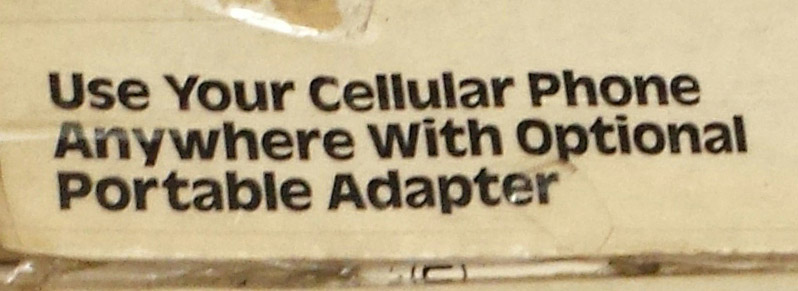 Use Your Cellular Phone
Anywhere With Optional
Portable Adapter